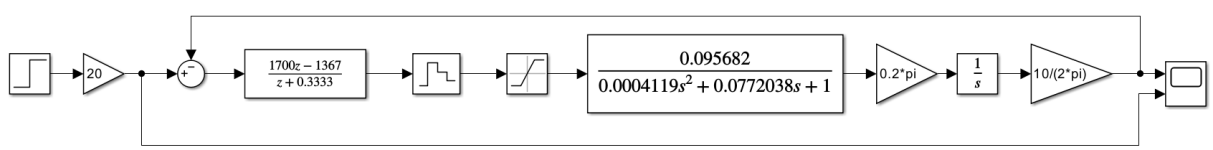 20
+
−
1700z − 1367
z + 0.3333
0.095682
0.0004119s² + 0.0772038s + 1
0.2*pi
1
s
10/(2*pi)